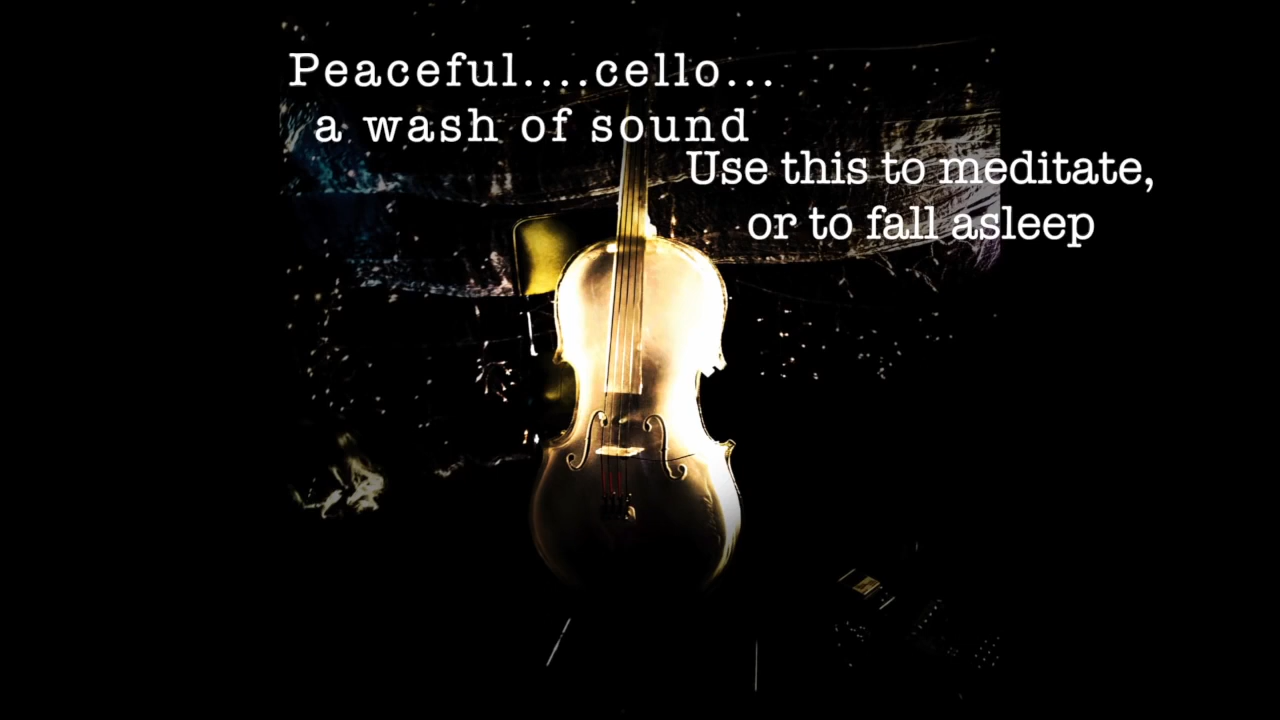 Peaceful....cello...
a wash of sound
Use this to meditate,
or to fall asleep